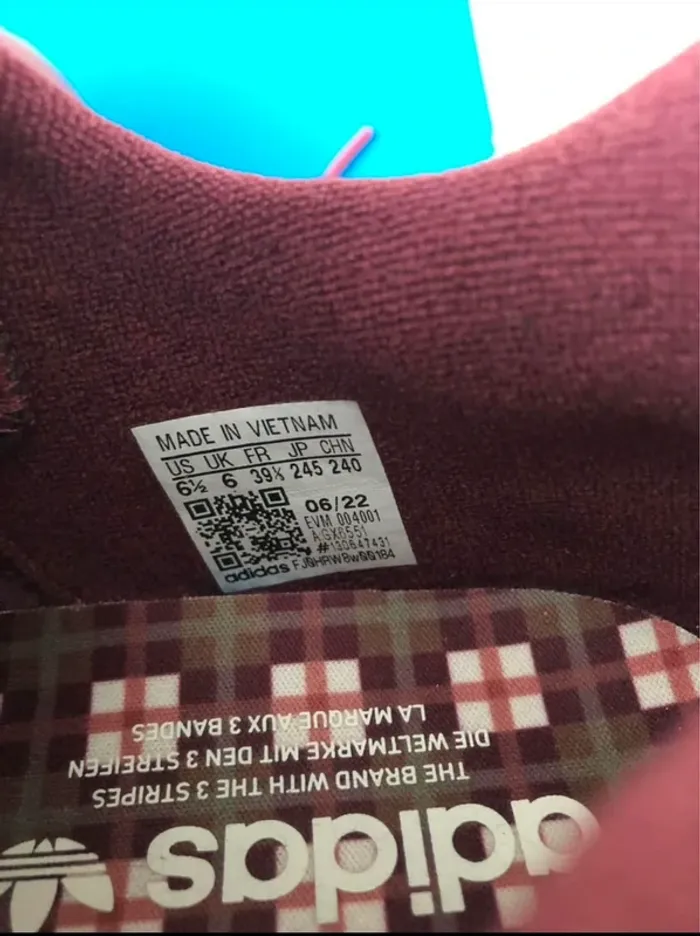 MADE IN VIETNAM
US UK FR JP CHN
6½ 6 39⅓ 245 240
06/22
EVM 004001
#130547431
adidas
LA MARQUE AUX 3 BANDES
DIE WELTMARKE MIT DEN 3 STREIFEN
THE BRAND WITH THE 3 STRIPES
adidas